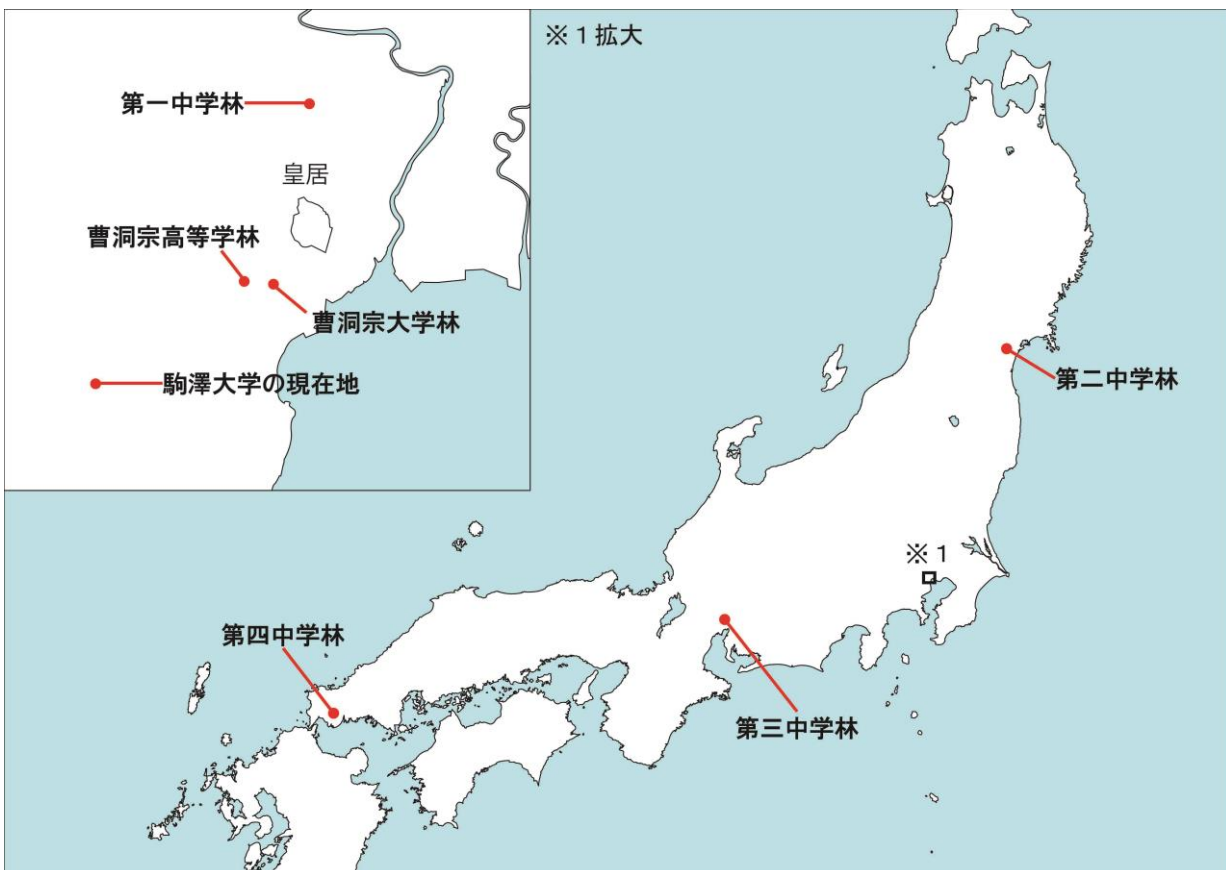 ※１拡大
第一中学林
皇居
曹洞宗高等学林
曹洞宗大学林
駒澤大学の現在地
第二中学林
※１
第四中学林
第三中学林